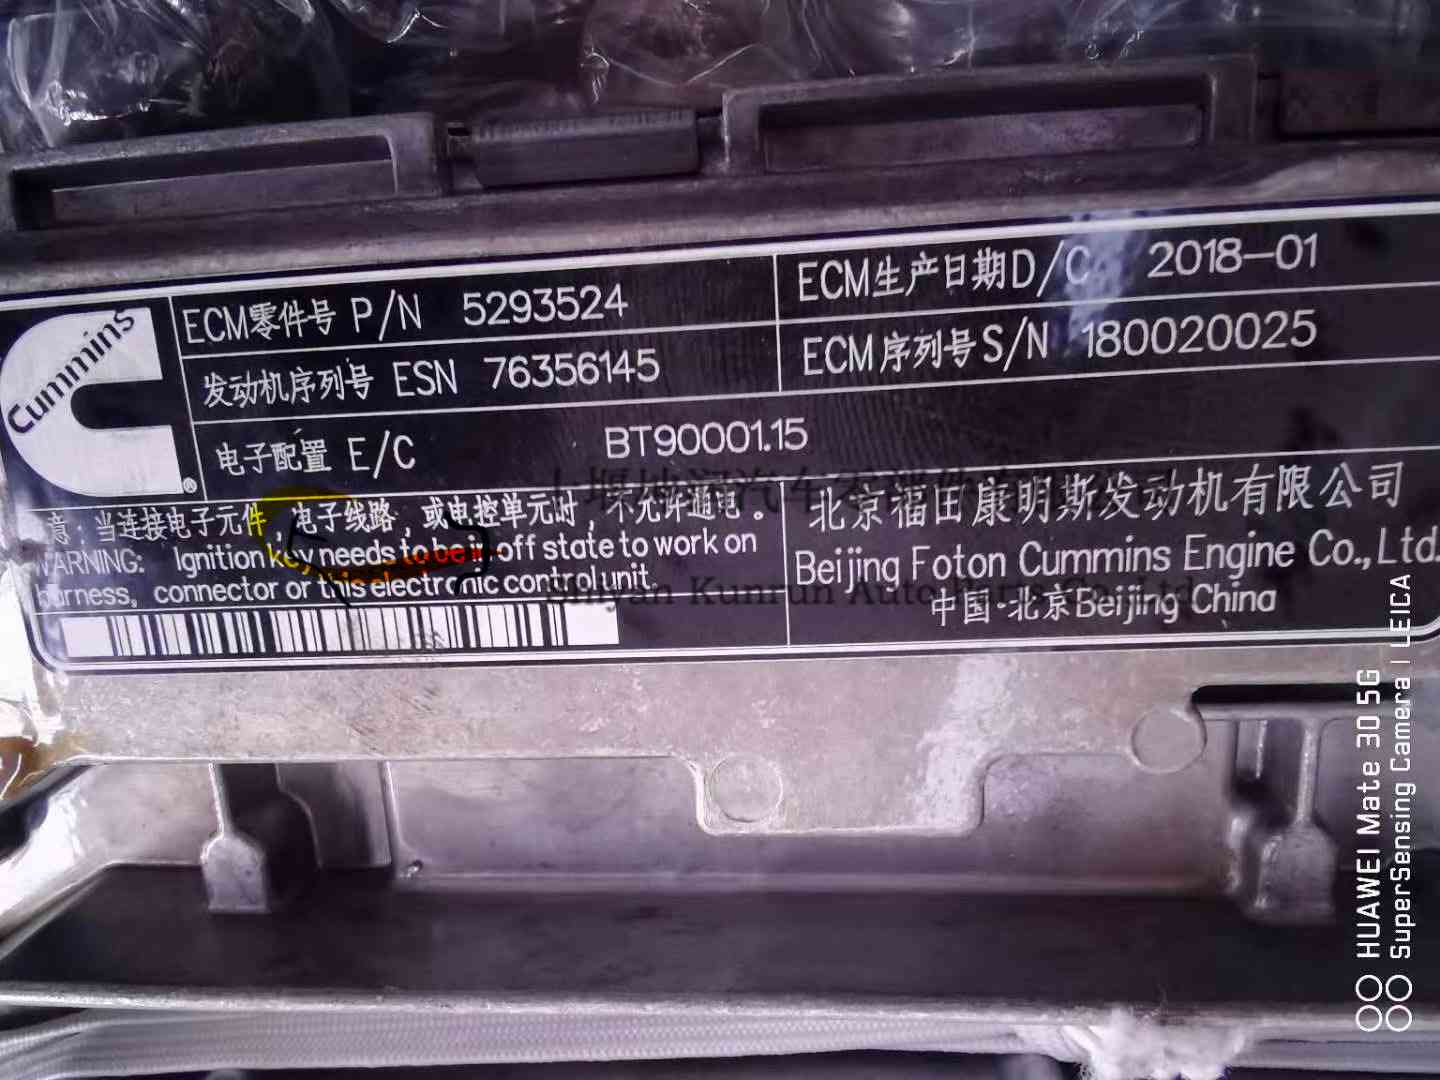 Cummins
®
ECM零件号 P/N 5293524
ECM生产日期D/C 2018-01
发动机序列号 ESN 76356145
ECM序列号S/N 180020025
电子配置 E/C BT90001.15
意:当连接电子元件,电子线路,或电控单元时,不允许通电。
WARNING: Ignition key needs to be in off state to work on
harness, connector or this electronic control unit.
北京福田康明斯发动机有限公司
Beijing Foton Cummins Engine Co.,Ltd.
中国·北京Beijing China
Shiyan Kunrun Auto Parts Co.,Ltd
HUAWEI Mate 30 5G
SuperSensing Camera | LEICA